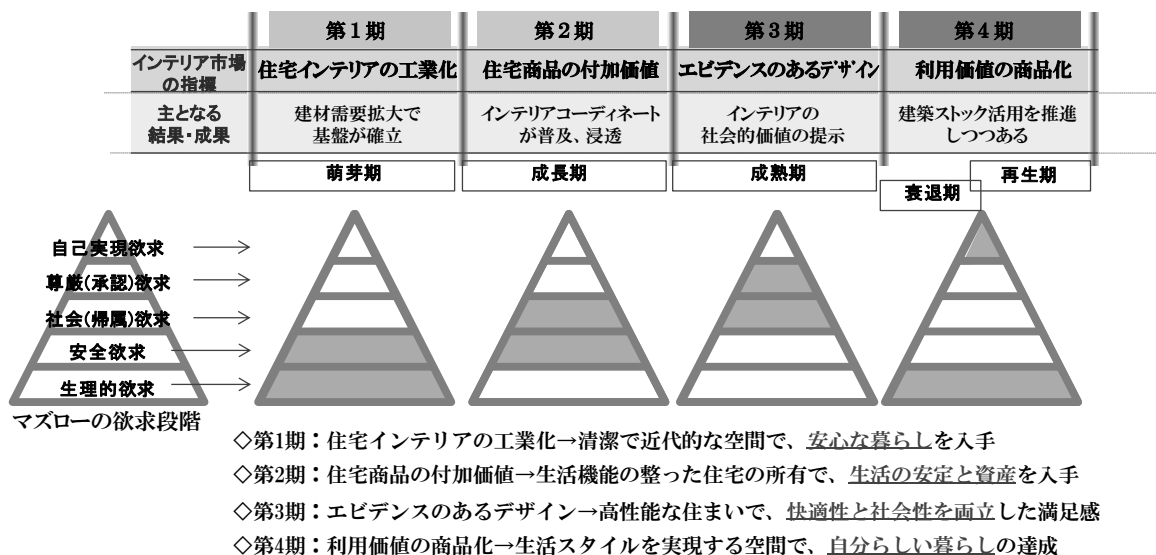 第1期
第2期
第3期
第4期
インテリア市場
の指標
住宅インテリアの工業化
住宅商品の付加価値
エビデンスのあるデザイン
利用価値の商品化
主となる
結果・成果
建材需要拡大で
基盤が確立
インテリアコーディネート
が普及、浸透
インテリアの
社会的価値の提示
建築ストック活用を推進
しつつある
萌芽期
成長期
成熟期
衰退期
再生期
自己実現欲求
尊厳(承認)欲求
社会(帰属)欲求
安全欲求
生理的欲求
マズローの欲求段階
◇第1期：住宅インテリアの工業化→清潔で近代的な空間で、安心な暮らしを入手
◇第2期：住宅商品の付加価値→生活機能の整った住宅の所有で、生活の安定と資産を入手
◇第3期：エビデンスのあるデザイン→高性能な住まいで、快適性と社会性を両立した満足感
◇第4期：利用価値の商品化→生活スタイルを実現する空間で、自分らしい暮らしの達成